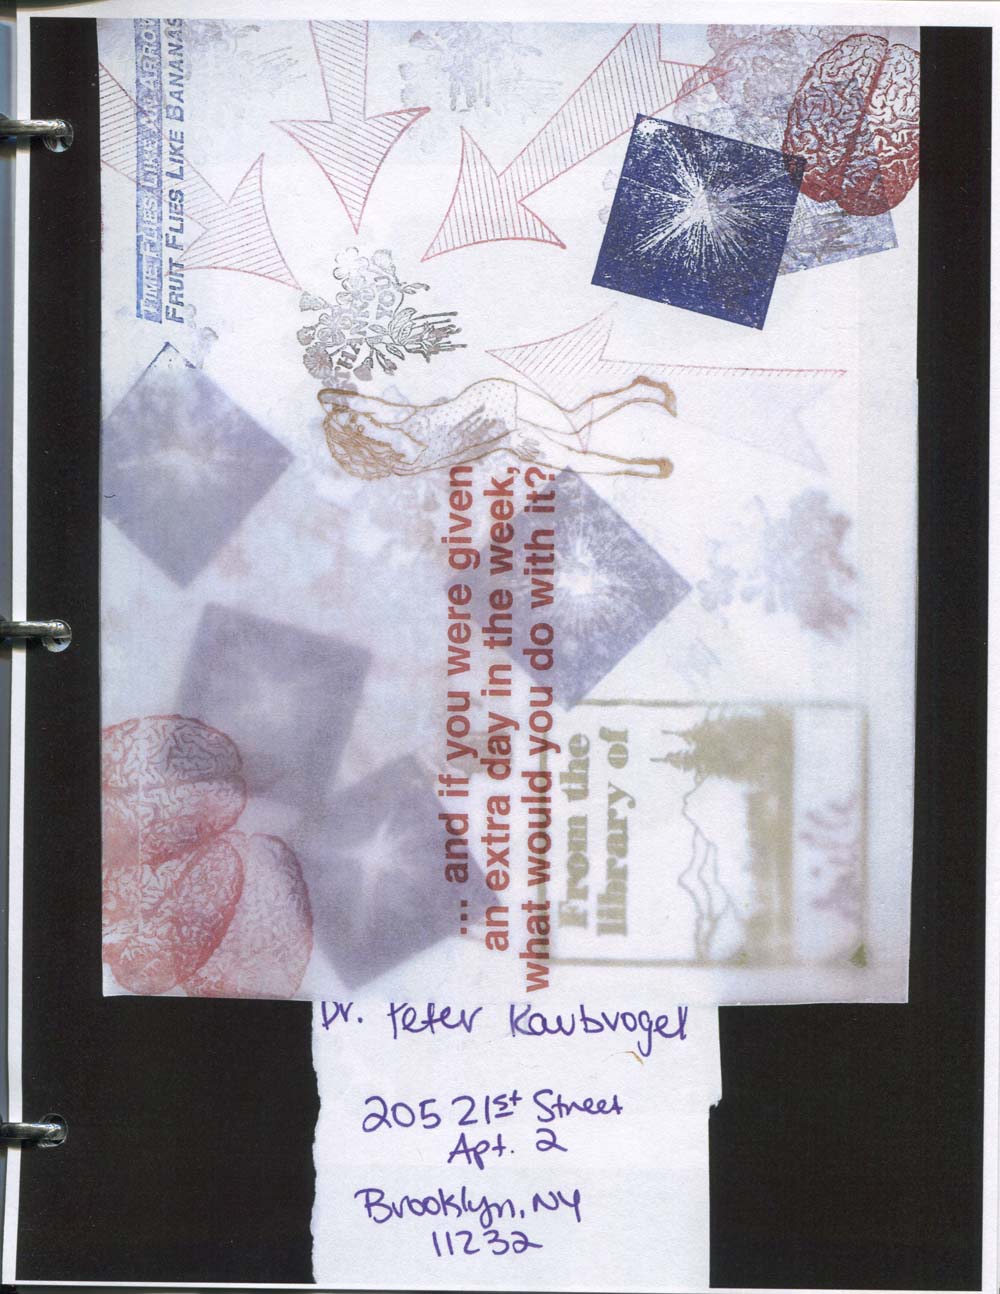 TIME FLIES LIKE AN ARROW
FRUIT FLIES LIKE BANANAS
THANK
YOU
... and if you were given
an extra day in the week,
what would you do with it?
From the
library of
Dr. Peter Kaubvogel
205 21st Street
Apt. 2
Brooklyn, NY
11232